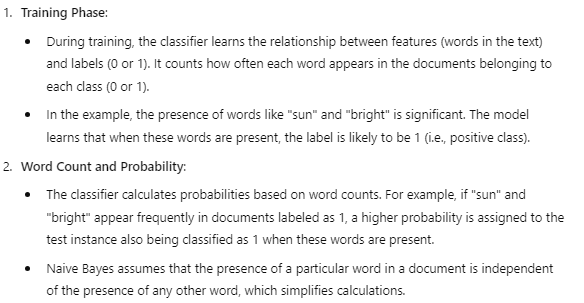 1. Training Phase:
• During training, the classifier learns the relationship between features (words in the text)
and labels (0 or 1). It counts how often each word appears in the documents belonging to
each class (0 or 1).
• In the example, the presence of words like "sun" and "bright" is significant. The model
learns that when these words are present, the label is likely to be 1 (i.e., positive class).
2. Word Count and Probability:
• The classifier calculates probabilities based on word counts. For example, if "sun" and
"bright" appear frequently in documents labeled as 1, a higher probability is assigned to the
test instance also being classified as 1 when these words are present.
• Naive Bayes assumes that the presence of a particular word in a document is independent
of the presence of any other word, which simplifies calculations.